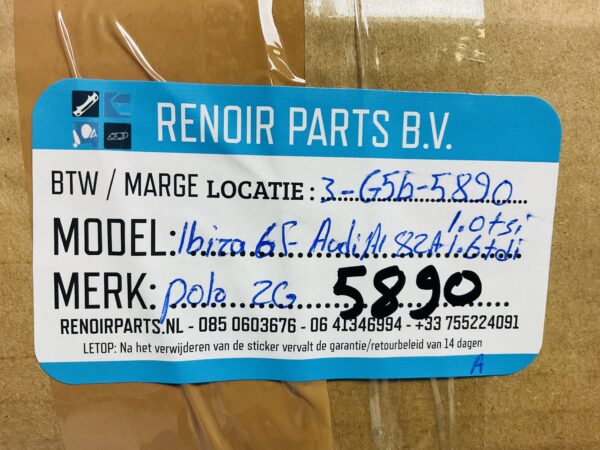 RENOIR PARTS B.V.
BTW / MARGE LOCATIE : 3-G5b-5890
MODEL: Ibiza 6F Audi A1 82A 1.0tsi 1.6tdi
MERK: polo 2G 5890
RENOIRPARTS.NL - 085 0603676 - 06 41346994 - +33 755224091
LETOP: Na het verwijderen van de sticker vervalt de garantie/retourbeleid van 14 dagen
A